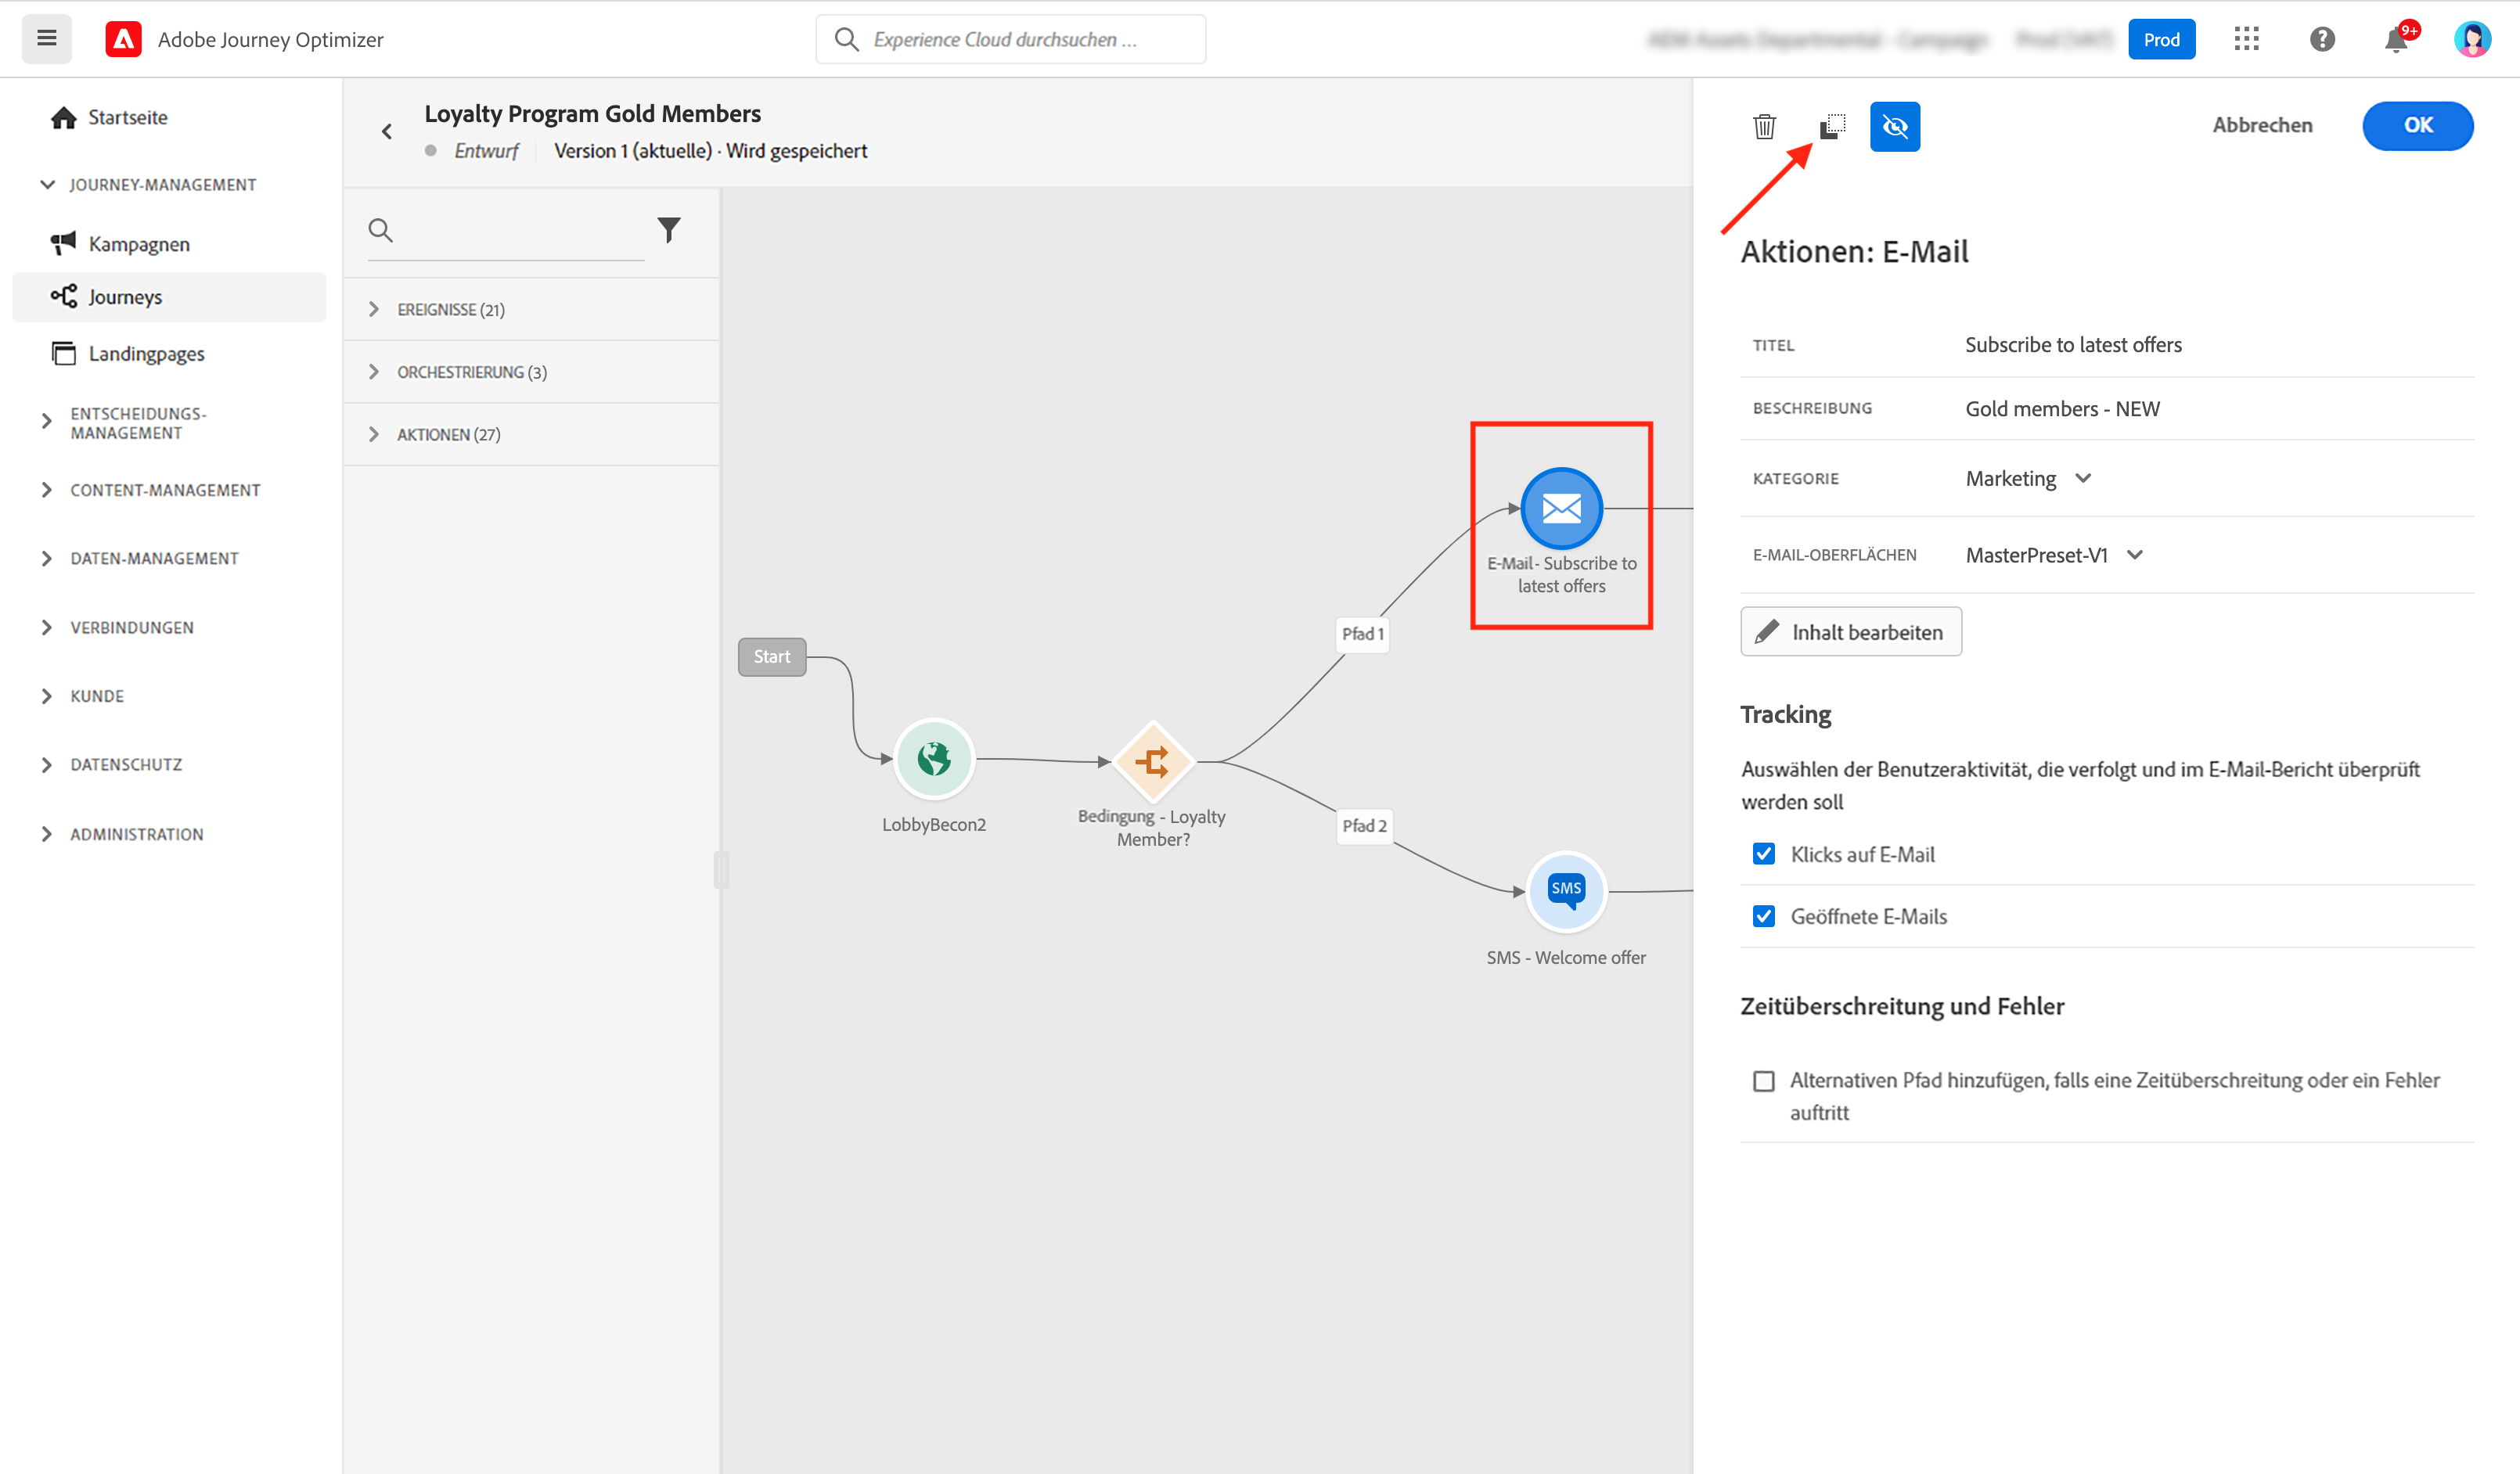 Adobe Journey Optimizer
Experience Cloud durchsuchen ...
Prod
9+
Startseite
JOURNEY-MANAGEMENT
Kampagnen
Journeys
Landingpages
ENTSCHEIDUNGS-
MANAGEMENT
CONTENT-MANAGEMENT
DATEN-MANAGEMENT
VERBINDUNGEN
KUNDE
DATENSCHUTZ
ADMINISTRATION
Loyalty Program Gold Members
Entwurf
Version 1 (aktuelle) · Wird gespeichert
EREIGNISSE (21)
ORCHESTRIERUNG (3)
AKTIONEN (27)
Start
LobbyBecon2
Bedingung - Loyalty
Member?
Pfad 1
Pfad 2
E-Mail - Subscribe to
latest offers
SMS
SMS - Welcome offer
Abbrechen
OK
Aktionen: E-Mail
TITEL
Subscribe to latest offers
BESCHREIBUNG
Gold members - NEW
KATEGORIE
Marketing
E-MAIL-OBERFLÄCHEN
MasterPreset-V1
Inhalt bearbeiten
Tracking
Auswählen der Benutzeraktivität, die verfolgt und im E-Mail-Bericht überprüft
werden soll
Klicks auf E-Mail
Geöffnete E-Mails
Zeitüberschreitung und Fehler
Alternativen Pfad hinzufügen, falls eine Zeitüberschreitung oder ein Fehler
auftritt